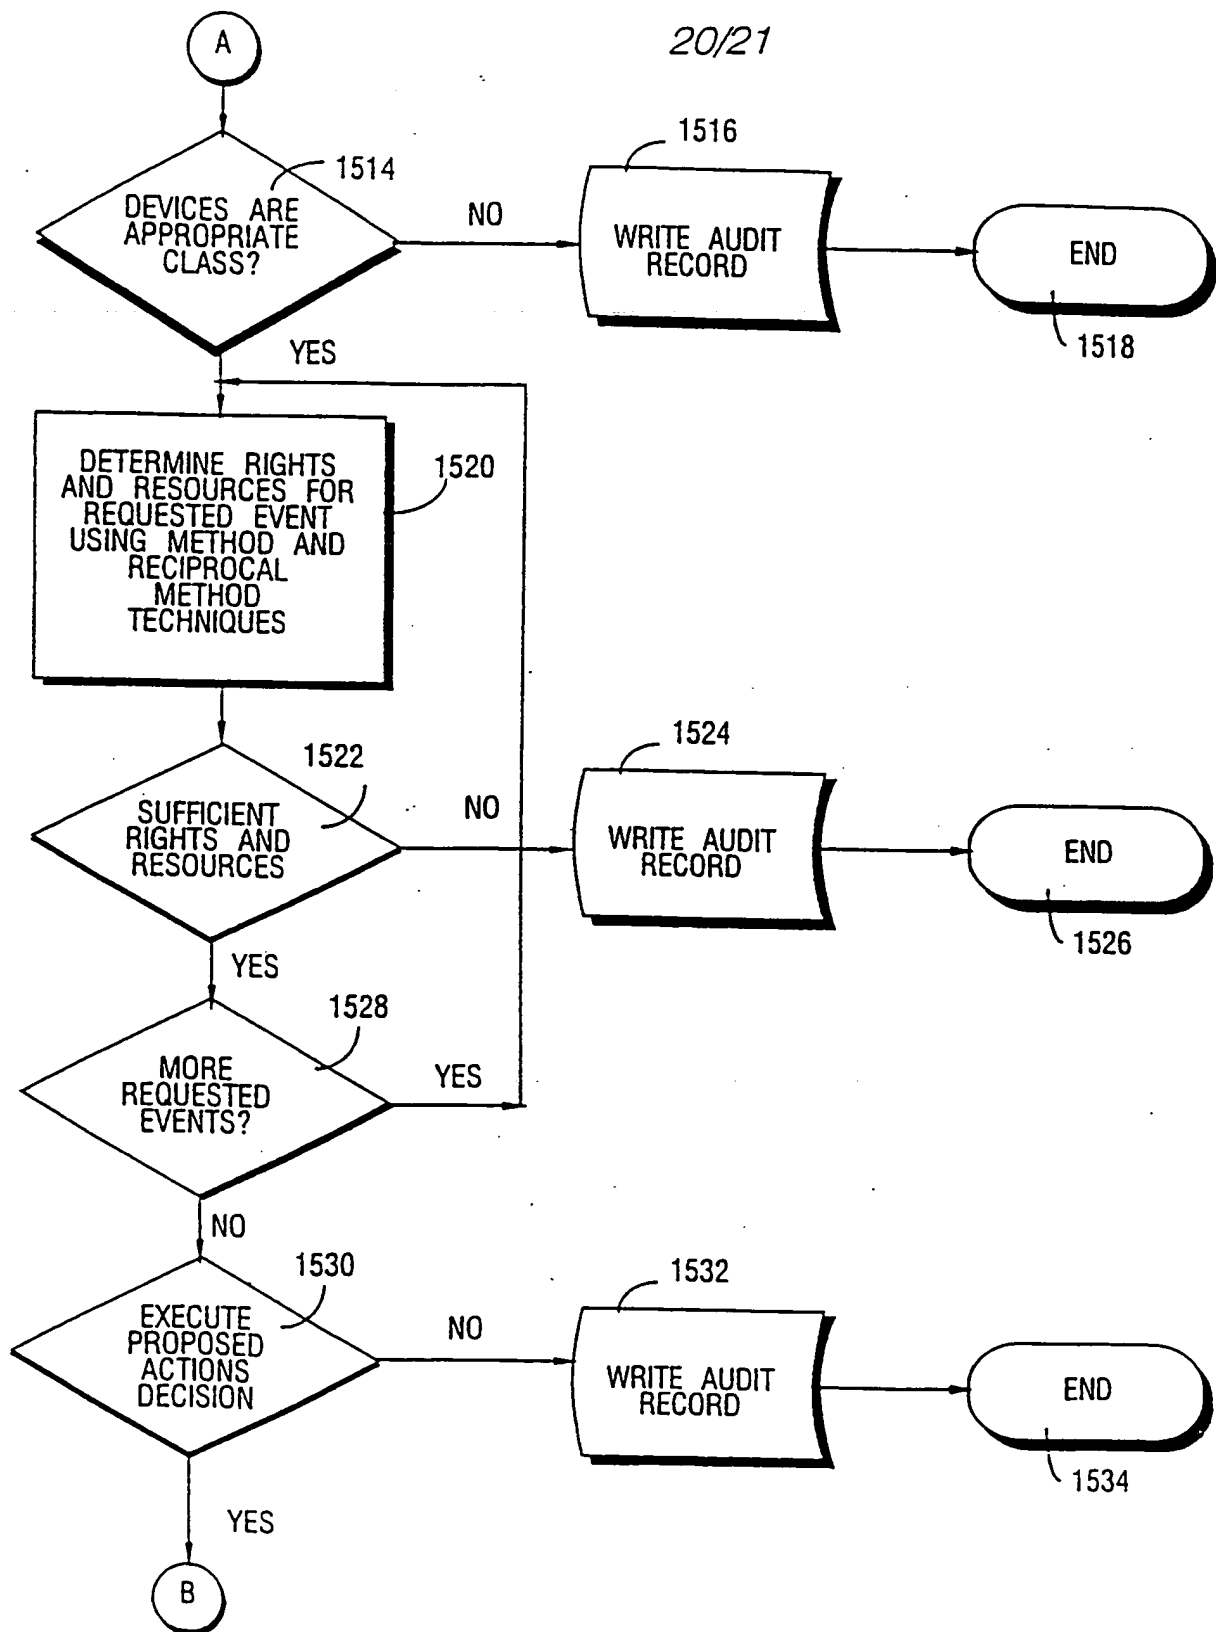 20/21
A
1514
DEVICES ARE
APPROPRIATE
CLASS?
NO
1516
WRITE AUDIT
RECORD
END
1518
YES
DETERMINE RIGHTS
AND RESOURCES FOR
REQUESTED EVENT
USING METHOD AND
RECIPROCAL
METHOD
TECHNIQUES
1520
1522
SUFFICIENT
RIGHTS AND
RESOURCES
NO
1524
WRITE AUDIT
RECORD
END
1526
YES
1528
MORE
REQUESTED
EVENTS?
YES
NO
1530
EXECUTE
PROPOSED
ACTIONS
DECISION
NO
1532
WRITE AUDIT
RECORD
END
1534
YES
B